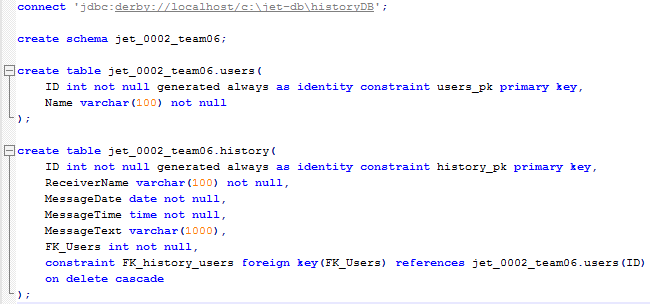 connect 'jdbc:derby://localhost/c:\jet-db\historyDB';
create schema jet_0002_team06;
create table jet_0002_team06.users(
ID int not null generated always as identity constraint users_pk primary key,
Name varchar(100) not null
);
create table jet_0002_team06.history(
ID int not null generated always as identity constraint history_pk primary key,
ReceiverName varchar(100) not null,
MessageDate date not null,
MessageTime time not null,
MessageText varchar(1000),
FK_Users int not null,
constraint FK_history_users foreign key(FK_Users) references jet_0002_team06.users(ID)
on delete cascade
);